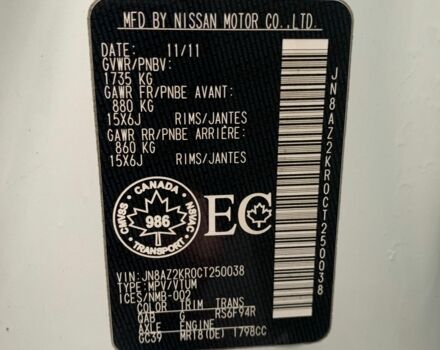 MFD BY NISSAN MOTOR CO.,LTD.
DATE: 11/11
GVWR/PNBV:
1735 KG
GAWR FR/PNBE AVANT:
880 KG
15X6J RIMS/JANTES
GAWR RR/PNBE ARRIÈRE:
860 KG
15X6J RIMS/JANTES
CANADA
CMVSS
986
NSVAC
TRANSPORT
EC
JN8AZ2KR0CT250038
VIN: JN8AZ2KR0CT250038
TYPE: MPV/VTUM
ICES/NMB-002
COLOR TRIM TRANS
QAB G RS6F94R
AXLE ENGINE
GC39 MR18(DE) 1798CC